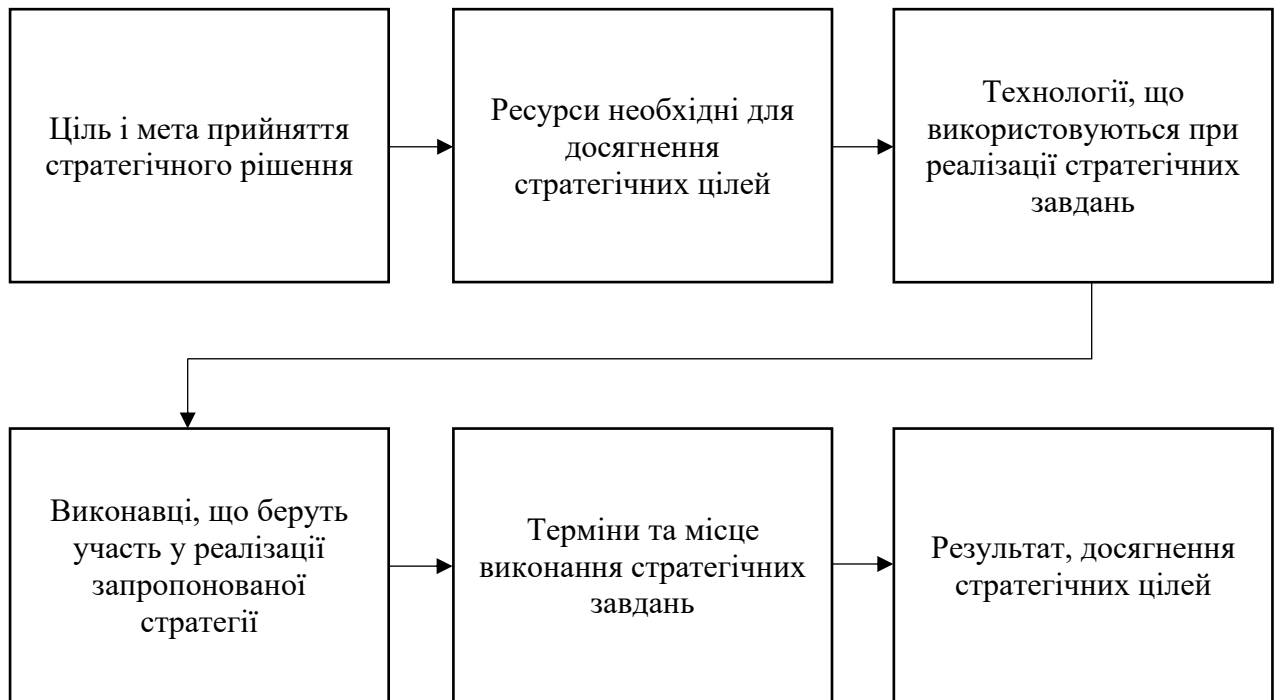 Ціль і мета прийняття
стратегічного рішення
Ресурси необхідні для
досягнення
стратегічних цілей
Технології, що
використовуються при
реалізації стратегічних
завдань
Виконавці, що беруть
участь у реалізації
запропонованої
стратегії
Терміни та місце
виконання стратегічних
завдань
Результат, досягнення
стратегічних цілей